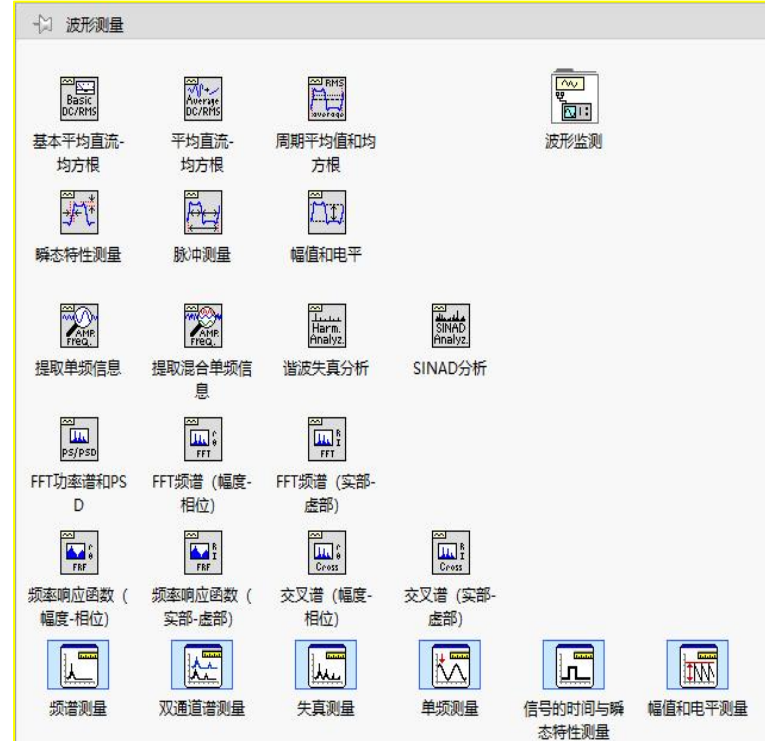 波形测量
Basic
DC/RMS
Average
DC/RMS
RMS
average
基本平均直流-
均方根
平均直流-
均方根
周期平均值和均
方根
波形监测
瞬态特性测量
脉冲测量
幅值和电平
AMP
Freq.
AMP
Freq.
Harm.
Analyz.
SINAD
Analyz.
提取单频信息
提取混合单频信
息
谐波失真分析
SINAD分析
PS/PSD
r
θ
FFT
R
I
FFT
FFT功率谱和PS
D
FFT频谱（幅度-
相位）
FFT频谱（实部-
虚部）
r
θ
FRF
R
I
FRF
r
θ
Cross
R
I
Cross
频率响应函数（
幅度-相位）
频率响应函数（
实部-虚部）
交叉谱（幅度-
相位）
交叉谱（实部-
虚部）
频谱测量
双通道谱测量
失真测量
单频测量
信号的时间与瞬
态特性测量
幅值和电平测量